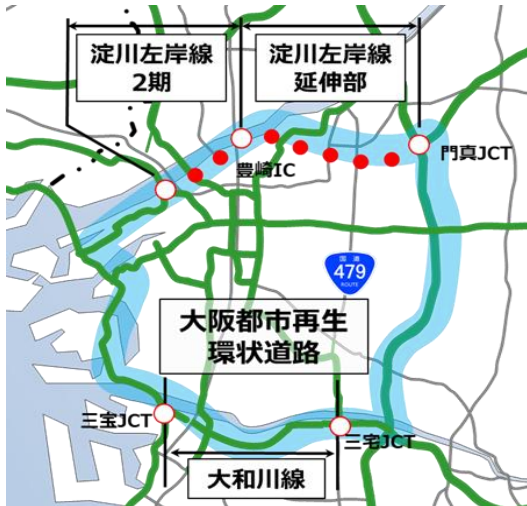 淀川左岸線
2期
淀川左岸線
延伸部
豊崎IC
門真JCT
国道
479
ROUTE
大阪都市再生
環状道路
三宝JCT
三宅JCT
大和川線